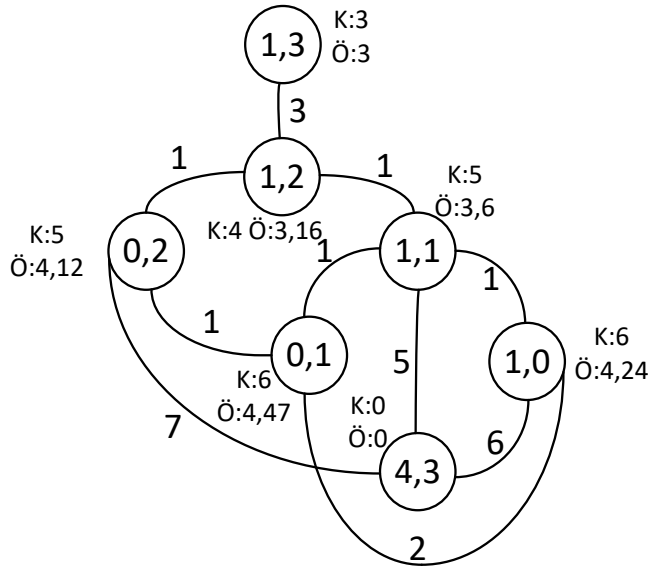 K:3
1,3
Ö:3
3
1
1
1,2
K:5
Ö:3,6
K:4 Ö:3,16
K:5
Ö:4,12
0,2
1
1,1
1
1
0,1
1,0
K:6
Ö:4,24
K:6
Ö:4,47
5
K:0
Ö:0
7
6
4,3
2